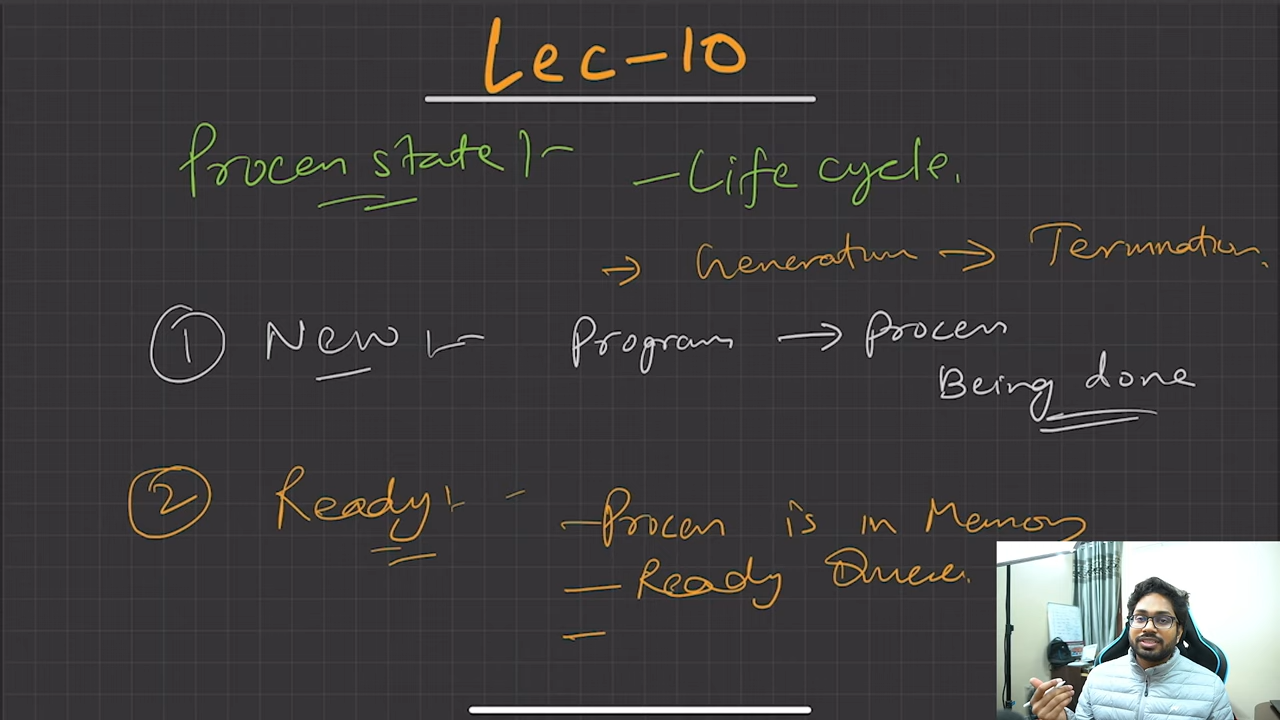 Lec-10
Process state :-
- Life cycle.
→ Generation → Termination.
① New :- Program → Process
Being done
② Ready :-
- Process is in Memory
- Ready Queue.
-